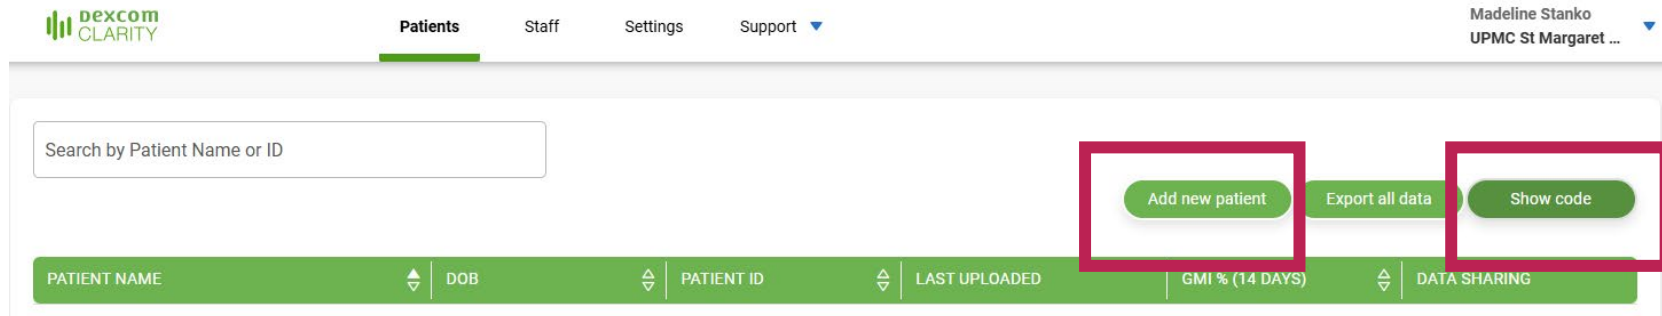 Dexcom
CLARITY
Patients Staff Settings Support
Madeline Stanko
UPMC St Margaret ...
Search by Patient Name or ID
Add new patient Export all data Show code
PATIENT NAME DOB PATIENT ID LAST UPLOADED GMI % (14 DAYS) DATA SHARING